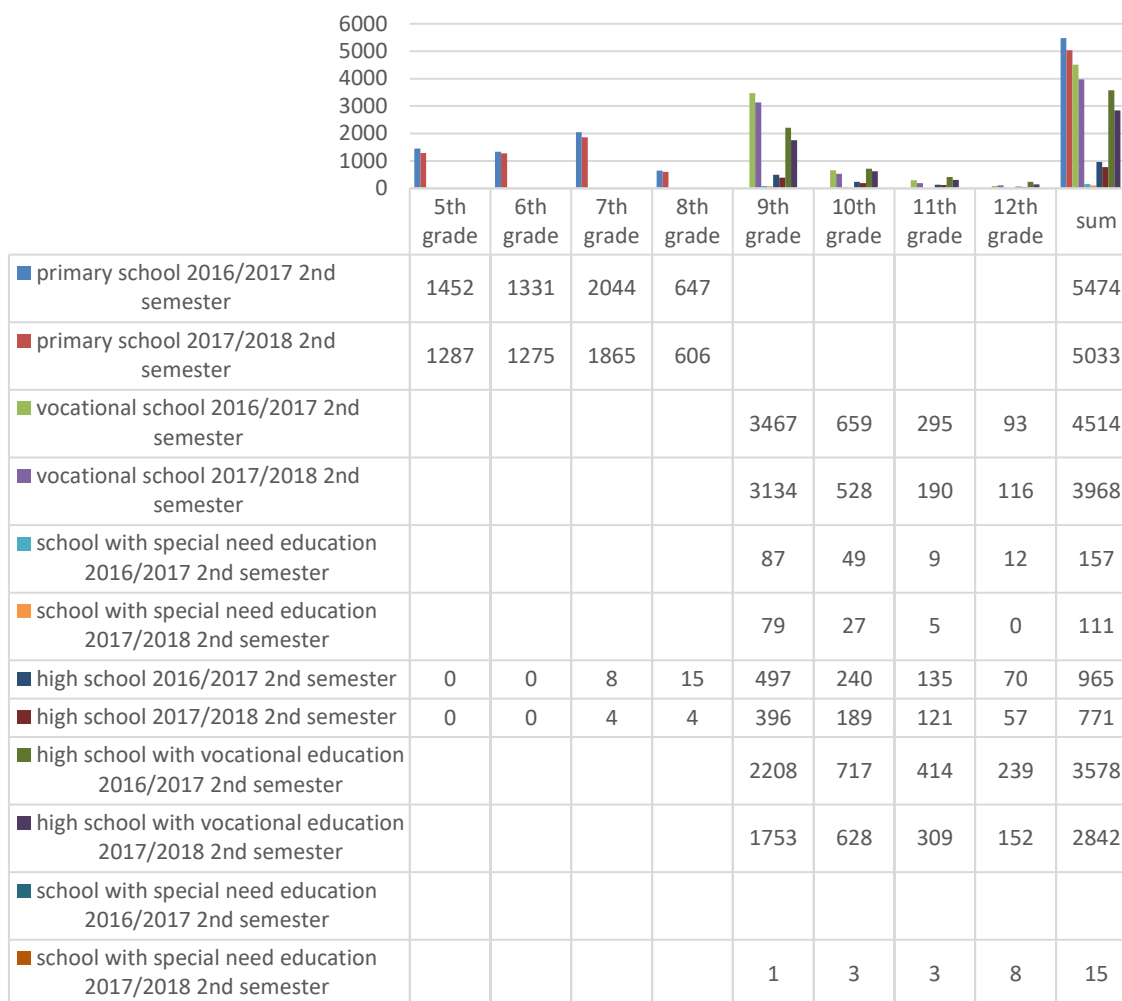 6000
5000
4000
3000
2000
1000
0
5th grade 6th grade 7th grade 8th grade 9th grade 10th grade 11th grade 12th grade sum
primary school 2016/2017 2nd semester 1452 1331 2044 647 5474
primary school 2017/2018 2nd semester 1287 1275 1865 606 5033
vocational school 2016/2017 2nd semester 3467 659 295 93 4514
vocational school 2017/2018 2nd semester 3134 528 190 116 3968
school with special need education 2016/2017 2nd semester 87 49 9 12 157
school with special need education 2017/2018 2nd semester 79 27 5 0 111
high school 2016/2017 2nd semester 0 0 8 15 497 240 135 70 965
high school 2017/2018 2nd semester 0 0 4 4 396 189 121 57 771
high school with vocational education 2016/2017 2nd semester 2208 717 414 239 3578
high school with vocational education 2017/2018 2nd semester 1753 628 309 152 2842
school with special need education 2016/2017 2nd semester
school with special need education 2017/2018 2nd semester 1 3 3 8 15